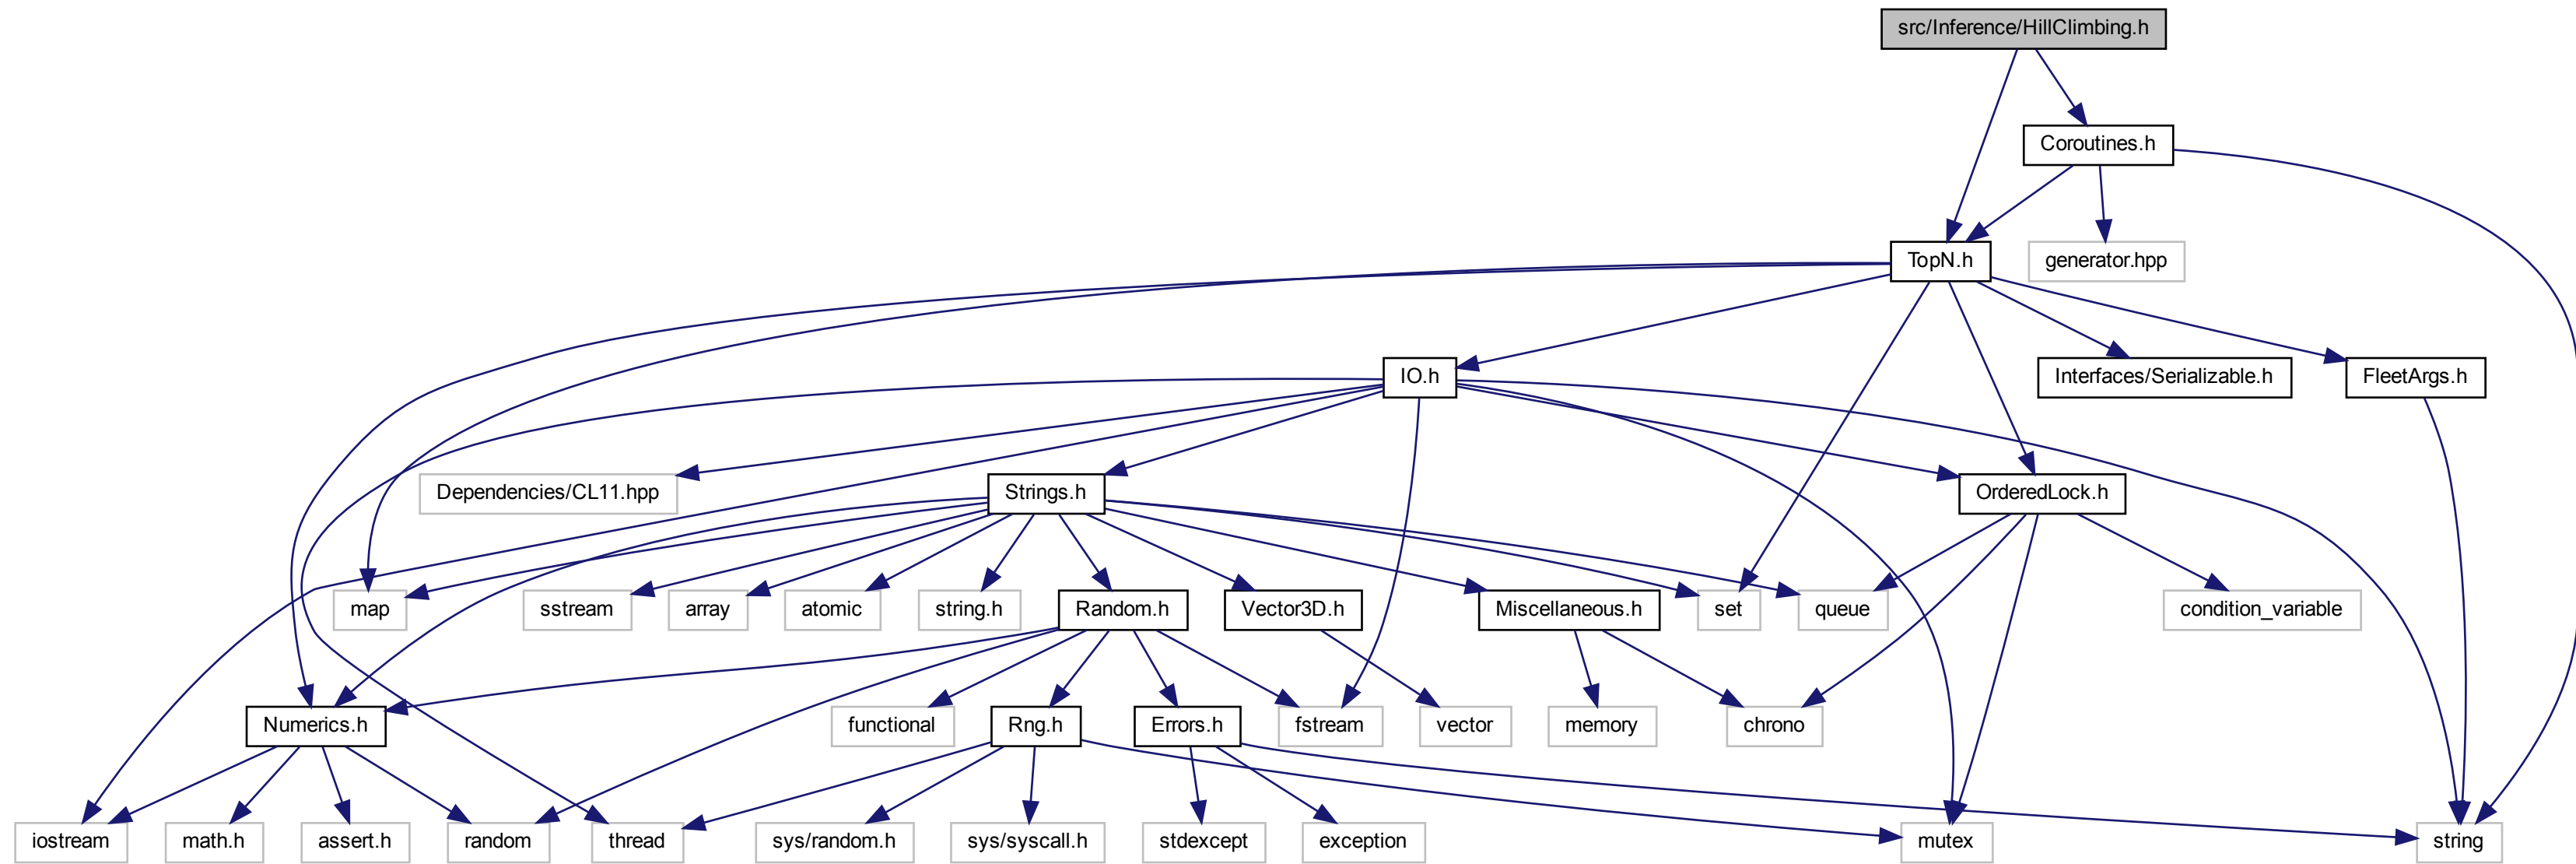 src/Inference/HillClimbing.h
Coroutines.h
TopN.h
generator.hpp
IO.h
Interfaces/Serializable.h
FleetArgs.h
Dependencies/CL11.hpp
Strings.h
OrderedLock.h
map
sstream
array
atomic
string.h
Random.h
Vector3D.h
Miscellaneous.h
set
queue
condition_variable
Numerics.h
functional
Rng.h
Errors.h
fstream
vector
memory
chrono
iostream
math.h
assert.h
random
thread
sys/random.h
sys/syscall.h
stdexcept
exception
mutex
string